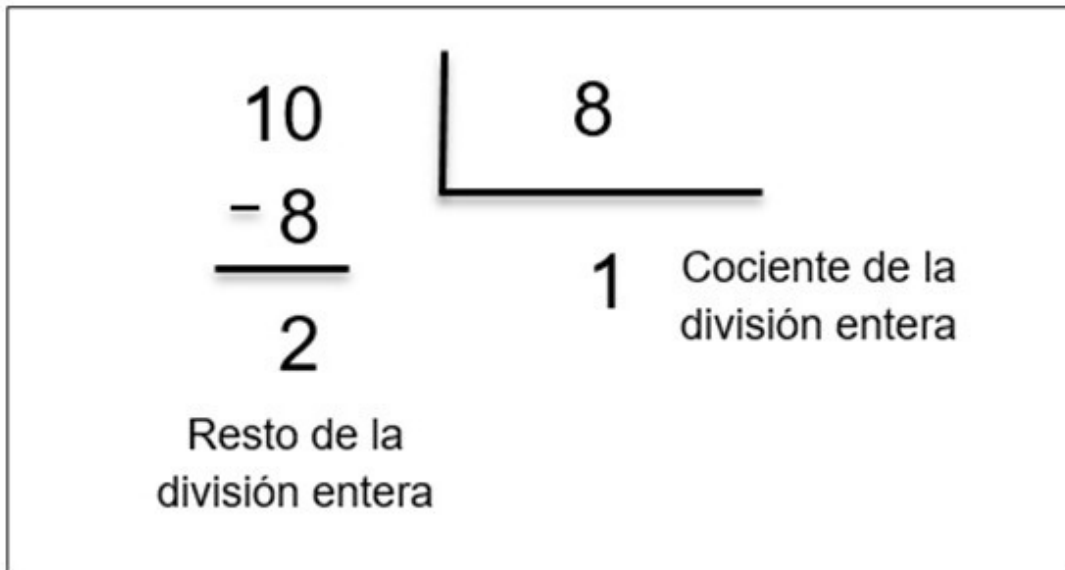 10 8
- 8
1 Cociente de la
división entera
2
Resto de la
división entera